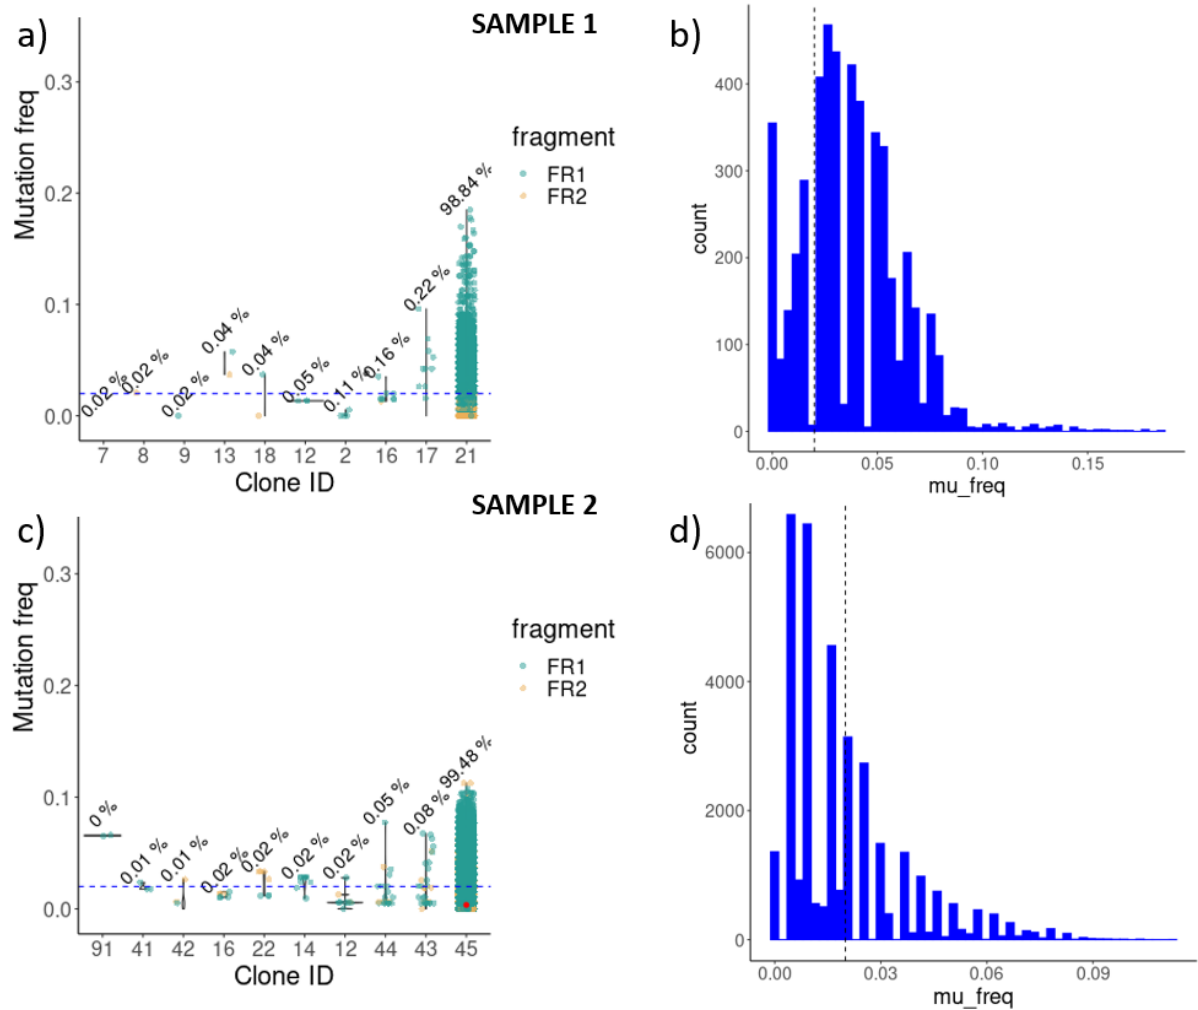 SAMPLE 1
a)
Mutation freq
0.3
0.2
0.1
0.0
0.02 %
0.02 %
0.02 %
0.04 %
0.04 %
0.05 %
0.11 %
0.16 %
0.22 %
98.84 %
7 8 9 13 18 12 2 16 17 21
Clone ID
fragment
FR1
FR2
b)
count
400
300
200
100
0
0.00 0.05 0.10 0.15
mu_freq
SAMPLE 2
c)
Mutation freq
0.3
0.2
0.1
0.0
0 %
0.01 %
0.01 %
0.02 %
0.02 %
0.02 %
0.02 %
0.05 %
0.08 %
99.48 %
91 41 42 16 22 14 12 44 43 45
Clone ID
fragment
FR1
FR2
d)
count
6000
4000
2000
0
0.00 0.03 0.06 0.09
mu_freq